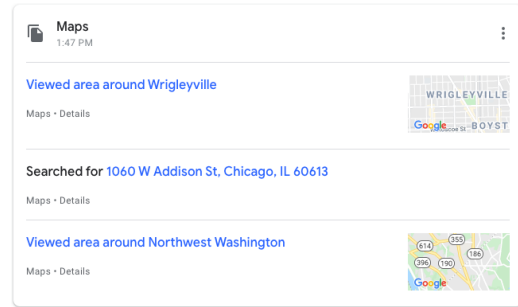 Maps
1:47 PM
Viewed area around Wrigleyville
Maps • Details
WRIGLEYVILLE
Google
BOYST
Searched for 1060 W Addison St, Chicago, IL 60613
Maps • Details
Viewed area around Northwest Washington
Maps • Details
614
355
186
396
190
Google